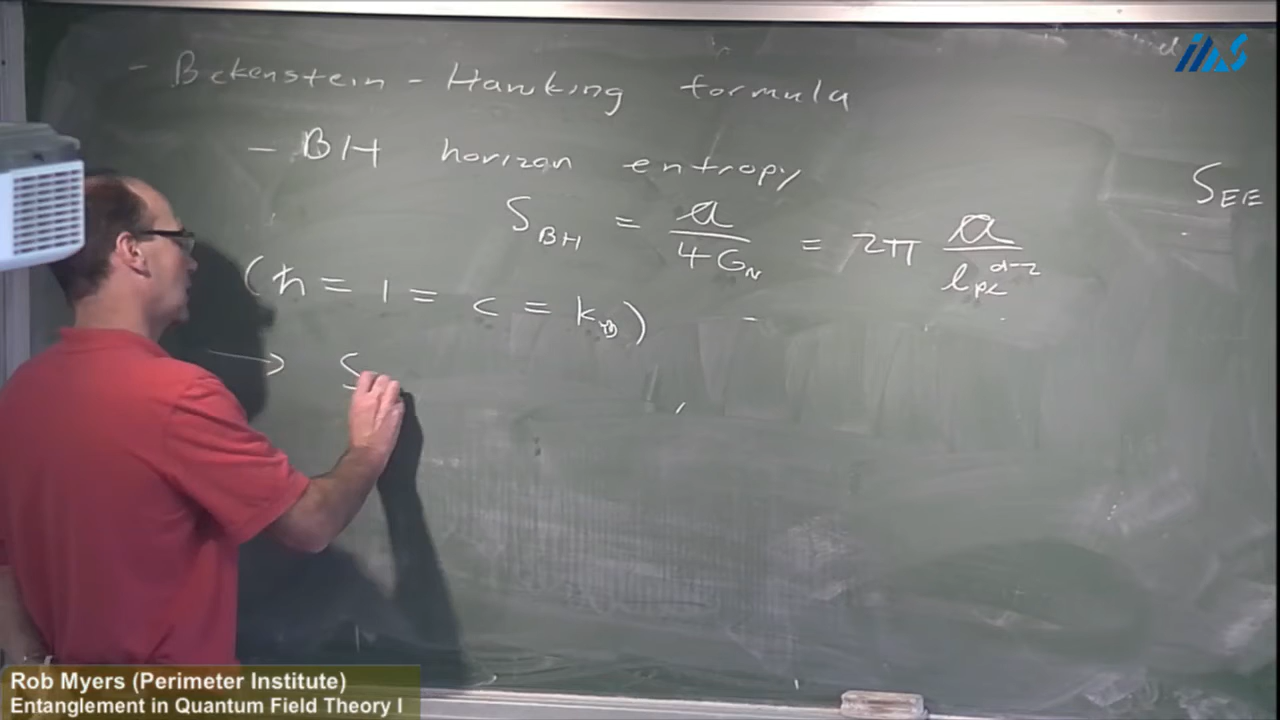 - Bekenstein - Hawking formula
- BH horizon entropy
S_BH = A / 4G_N = 2π A / l_PL^{d-2}
(ħ = 1 = c = k_B)
→ S
S_EE
Rob Myers (Perimeter Institute)
Entanglement in Quantum Field Theory I